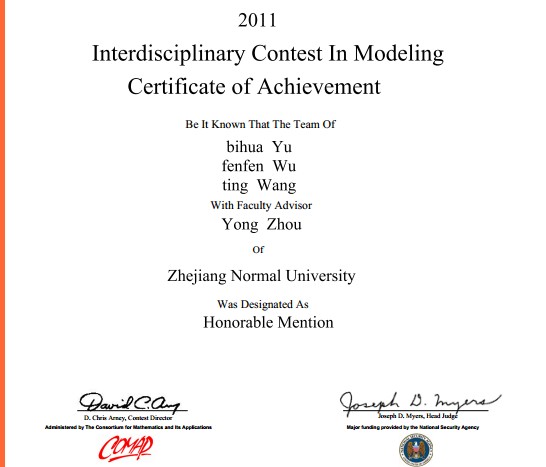 2011
Interdisciplinary Contest In Modeling
Certificate of Achievement
Be It Known That The Team Of
bihua Yu
fenfen Wu
ting Wang
With Faculty Advisor
Yong Zhou
Of
Zhejiang Normal University
Was Designated As
Honorable Mention
David C. Arney
D. Chris Arney, Contest Director
Administered by The Consortium for Mathematics and Its Applications
COMAP
Joseph D. Myers
Joseph D. Myers, Head Judge
Major funding provided by the National Security Agency